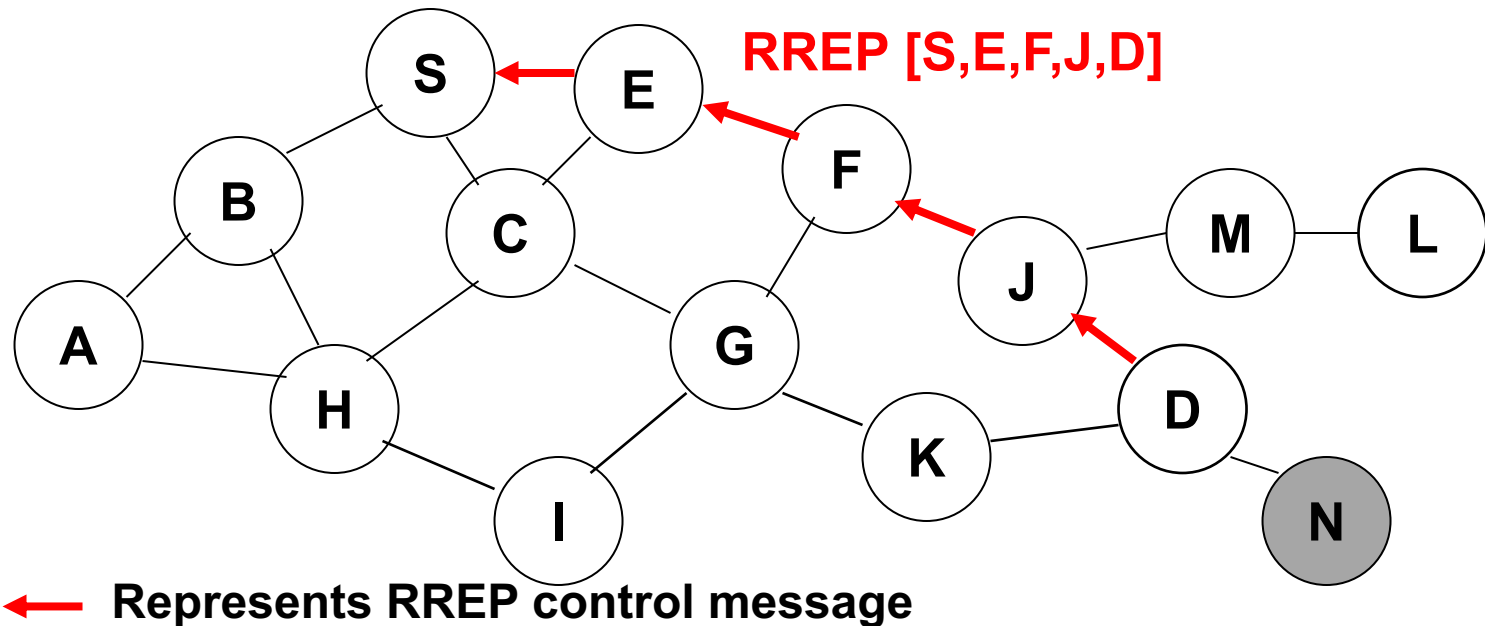 S
E
RREP [S,E,F,J,D]
F
B
C
M
L
J
A
G
H
D
K
I
N
Represents RREP control message